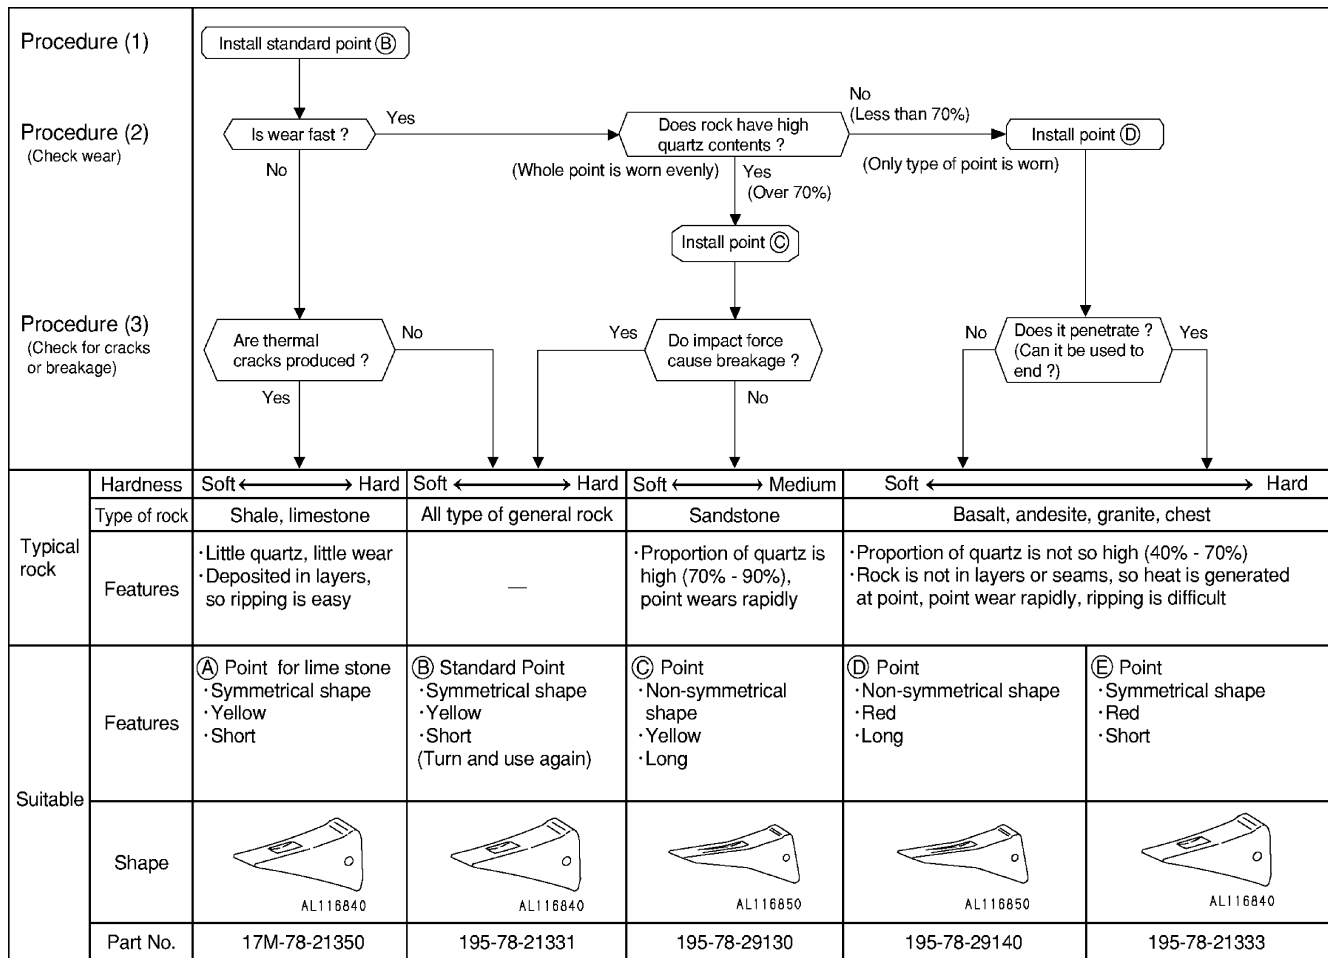 Procedure (1)
Install standard point Ⓑ
Procedure (2)
(Check wear)
Is wear fast ?
Yes
No
Does rock have high
quartz contents ?
(Whole point is worn evenly)
Yes
(Over 70%)
No
(Less than 70%)
(Only type of point is worn)
Install point Ⓓ
Install point Ⓒ
Procedure (3)
(Check for cracks
or breakage)
Are thermal
cracks produced ?
No
Yes
Do impact force
cause breakage ?
Yes
No
Does it penetrate ?
(Can it be used to
end ?)
No
Yes
Typical
rock
Hardness
Soft Hard
Soft Hard
Soft Medium
Soft Hard
Type of rock
Shale, limestone
All type of general rock
Sandstone
Basalt, andesite, granite, chest
Features
·Little quartz, little wear
·Deposited in layers,
so ripping is easy
—
·Proportion of quartz is
high (70% - 90%),
point wears rapidly
·Proportion of quartz is not so high (40% - 70%)
·Rock is not in layers or seams, so heat is generated
at point, point wear rapidly, ripping is difficult
Suitable
Features
Ⓐ Point for lime stone
·Symmetrical shape
·Yellow
·Short
Ⓑ Standard Point
·Symmetrical shape
·Yellow
·Short
(Turn and use again)
Ⓒ Point
·Non-symmetrical
shape
·Yellow
·Long
Ⓓ Point
·Non-symmetrical shape
·Red
·Long
Ⓔ Point
·Symmetrical shape
·Red
·Short
Shape
AL116840
AL116840
AL116850
AL116850
AL116840
Part No.
17M-78-21350
195-78-21331
195-78-29130
195-78-29140
195-78-21333